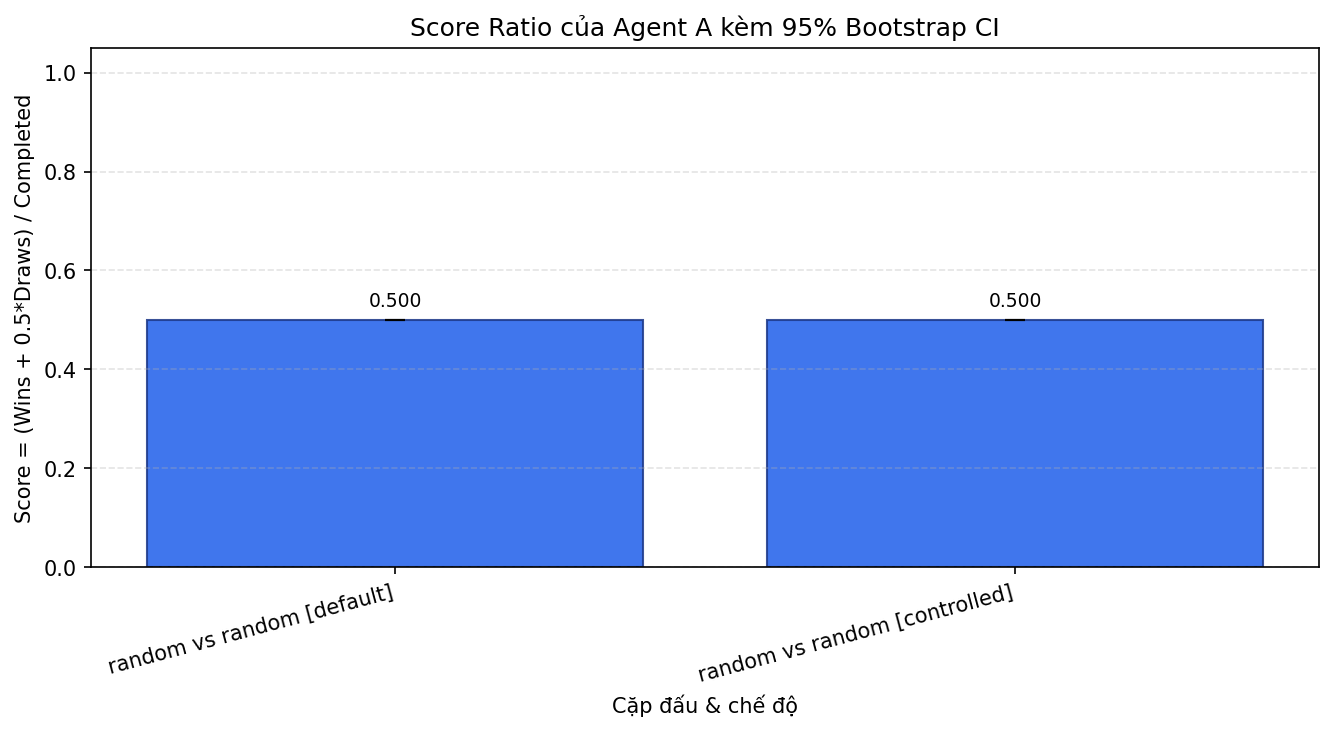 Score Ratio của Agent A kèm 95% Bootstrap CI
Score = (Wins + 0.5*Draws) / Completed
1.0
0.8
0.6
0.4
0.2
0.0
0.500
0.500
random vs random [default]
random vs random [controlled]
Cặp đấu & chế độ